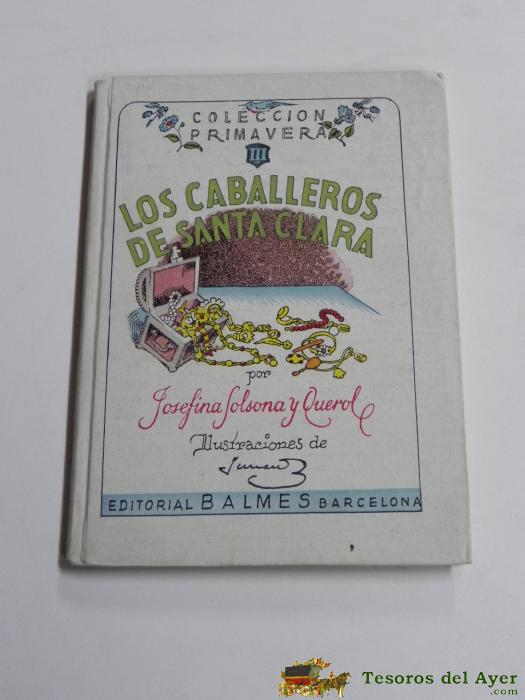 COLECCION
PRIMAVERA
III
LOS CABALLEROS
DE SANTA CLARA
por
Josefina Solsona y Querol
Ilustraciones de
EDITORIAL BALMES BARCELONA
Tesoros del Ayer
.com